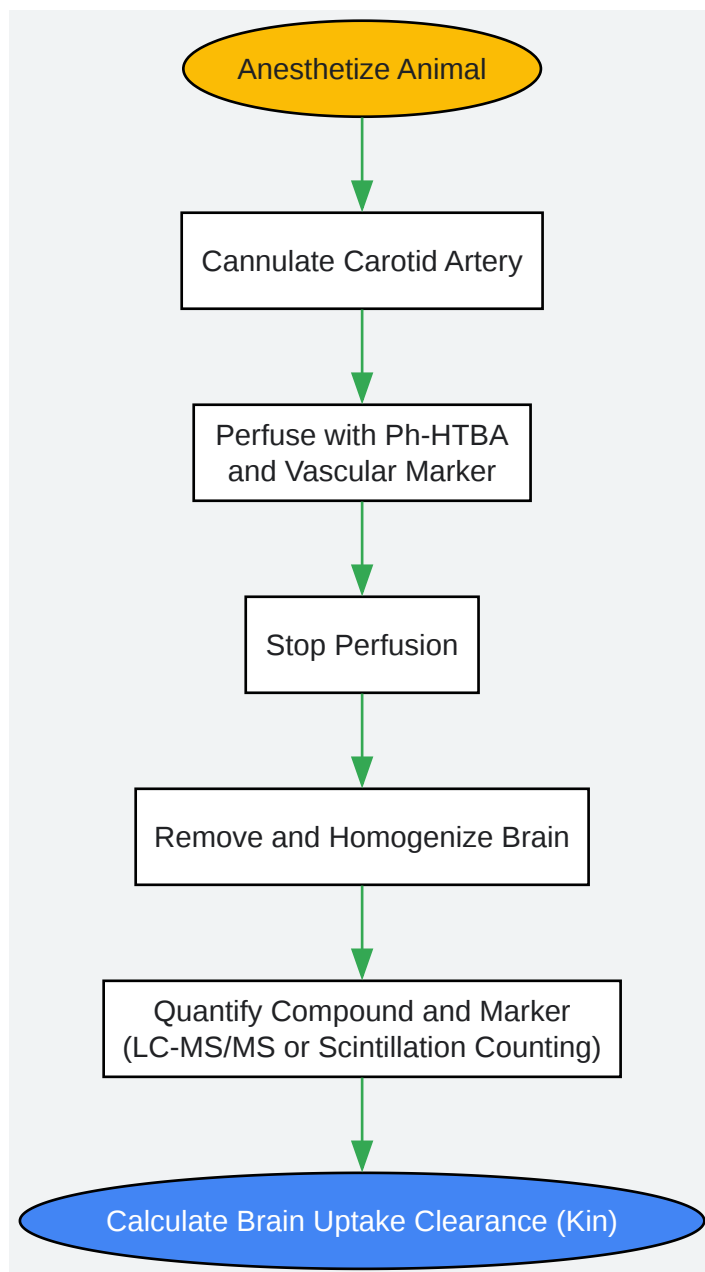 Anesthetize Animal
Cannulate Carotid Artery
Perfuse with Ph-HTBA
and Vascular Marker
Stop Perfusion
Remove and Homogenize Brain
Quantify Compound and Marker
(LC-MS/MS or Scintillation Counting)
Calculate Brain Uptake Clearance (Kin)